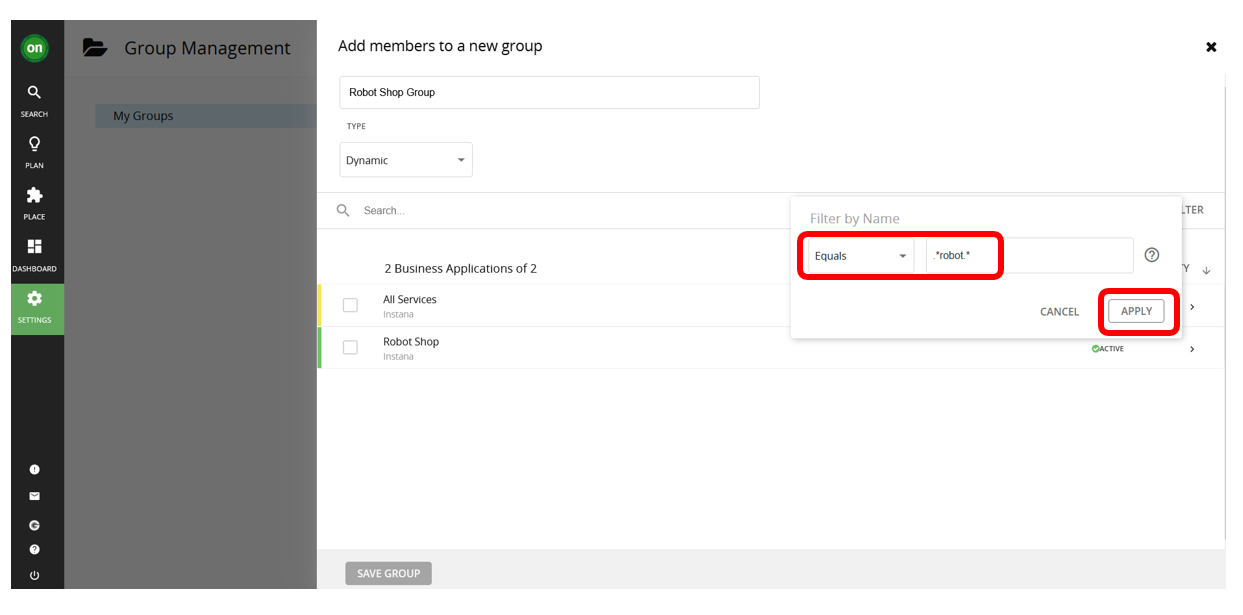 on
Group Management
Add members to a new group
Robot Shop Group
SEARCH
My Groups
TYPE
PLAN
Dynamic
PLACE
Search...
LTER
Filter by Name
Equals
.*robot.*
DASHBOARD
2 Business Applications of 2
Y
All Services
Instana
CANCEL
APPLY
SETTINGS
Robot Shop
Instana
ACTIVE
SAVE GROUP